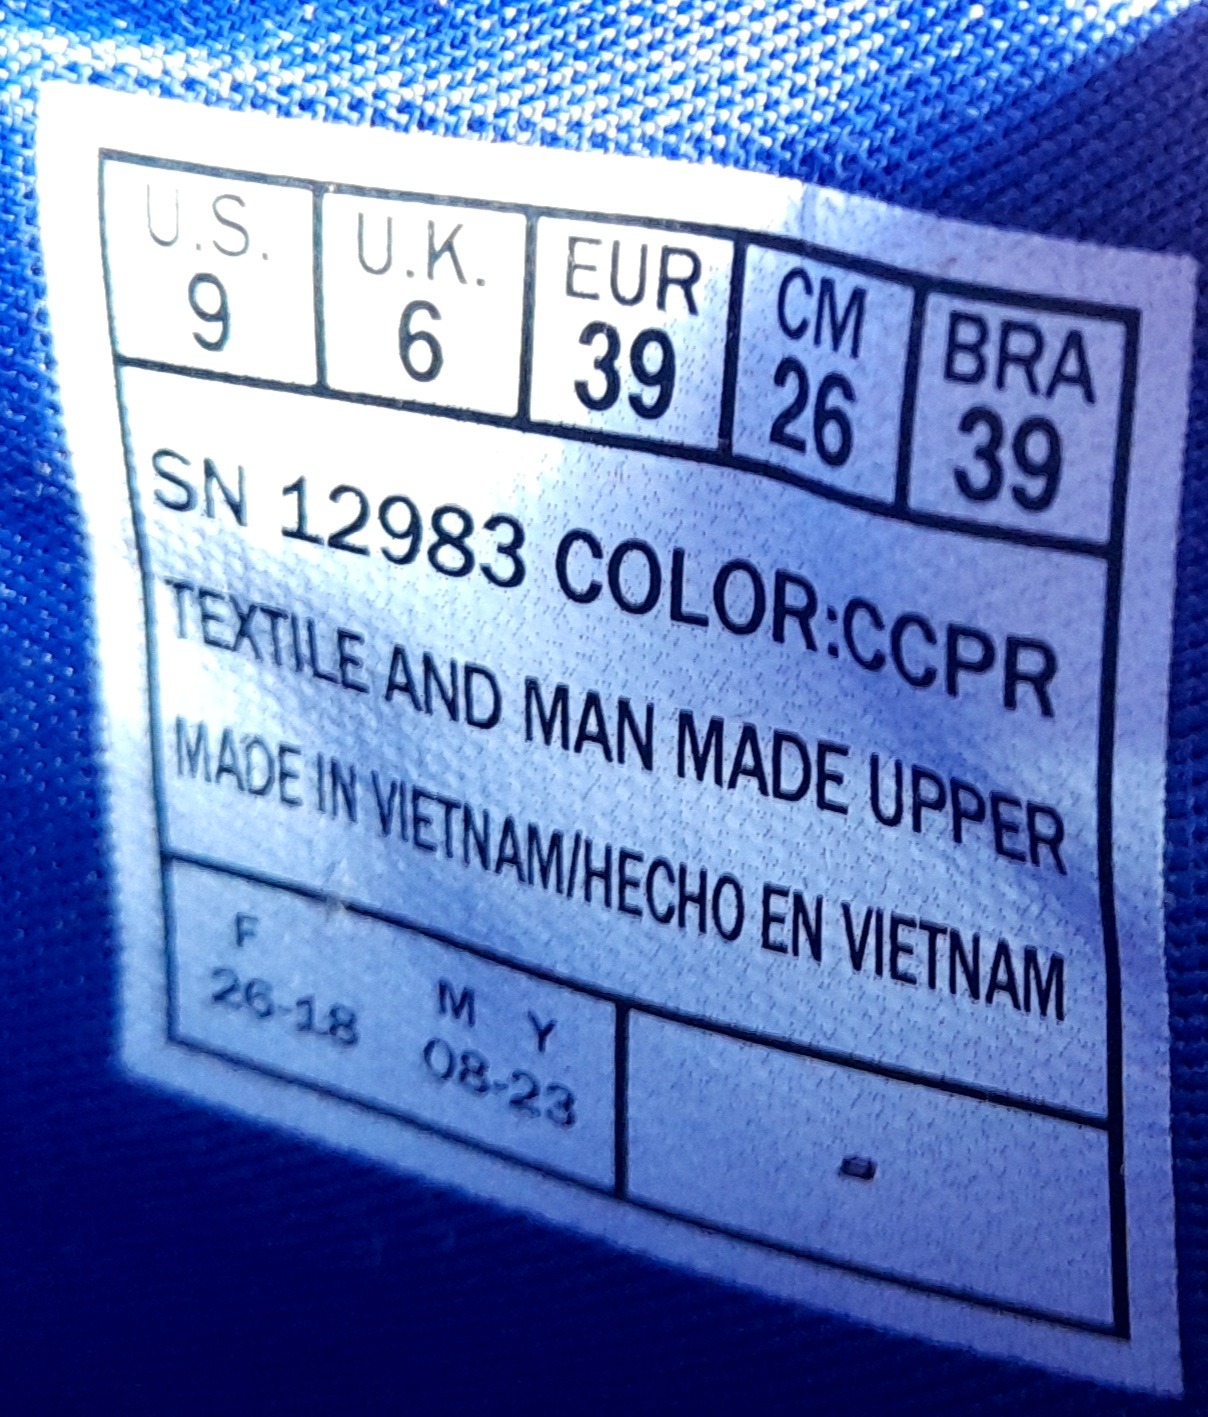 U.S. U.K. EUR CM BRA
9 6 39 26 39
SN 12983 COLOR:CCPR
TEXTILE AND MAN MADE UPPER
MADE IN VIETNAM/HECHO EN VIETNAM
F M Y
26-18 08-23
-